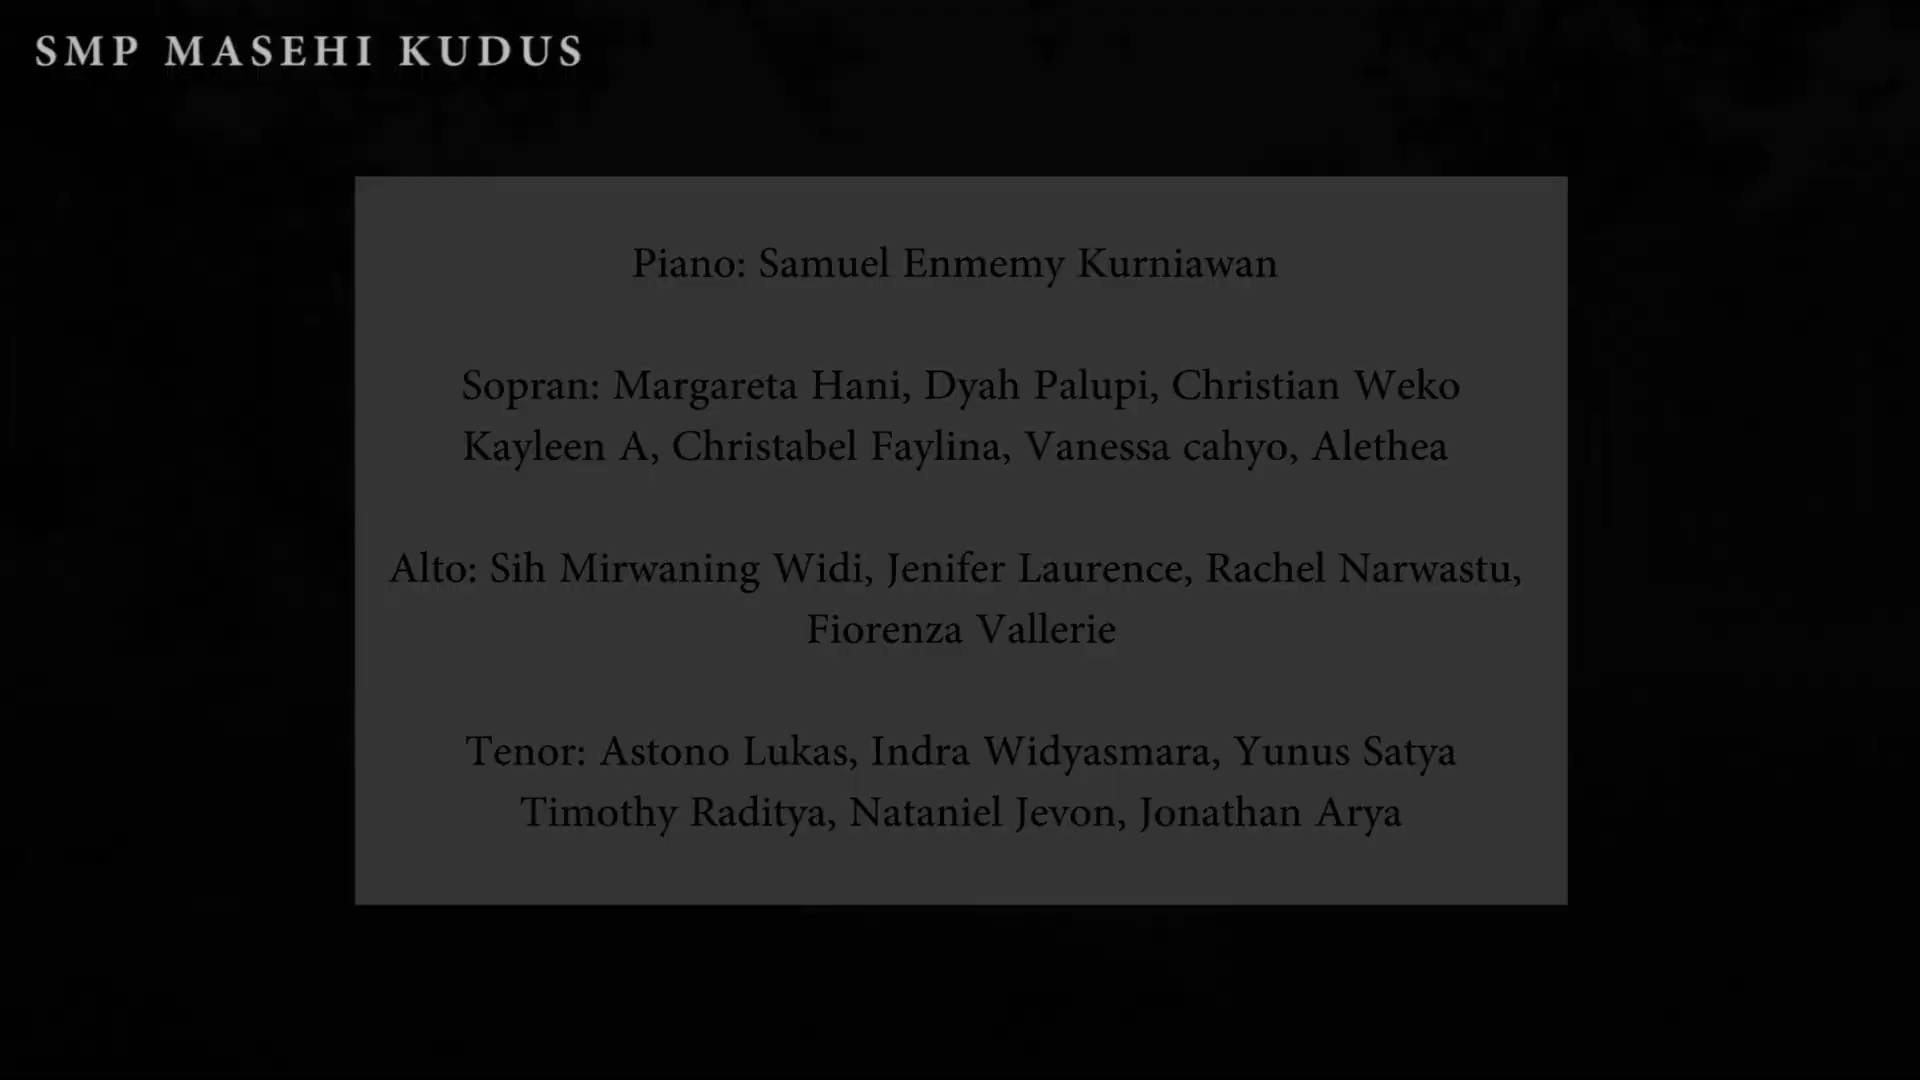 SMP MASEHI KUDUS
Piano: Samuel Enmemy Kurniawan
Sopran: Margareta Hani, Dyah Palupi, Christian Weko
Kayleen A, Christabel Faylina, Vanessa cahyo, Alethea
Alto: Sih Mirwaning Widi, Jenifer Laurence, Rachel Narwastu,
Fiorenza Vallerie
Tenor: Astono Lukas, Indra Widyasmara, Yunus Satya
Timothy Raditya, Nataniel Jevon, Jonathan Arya